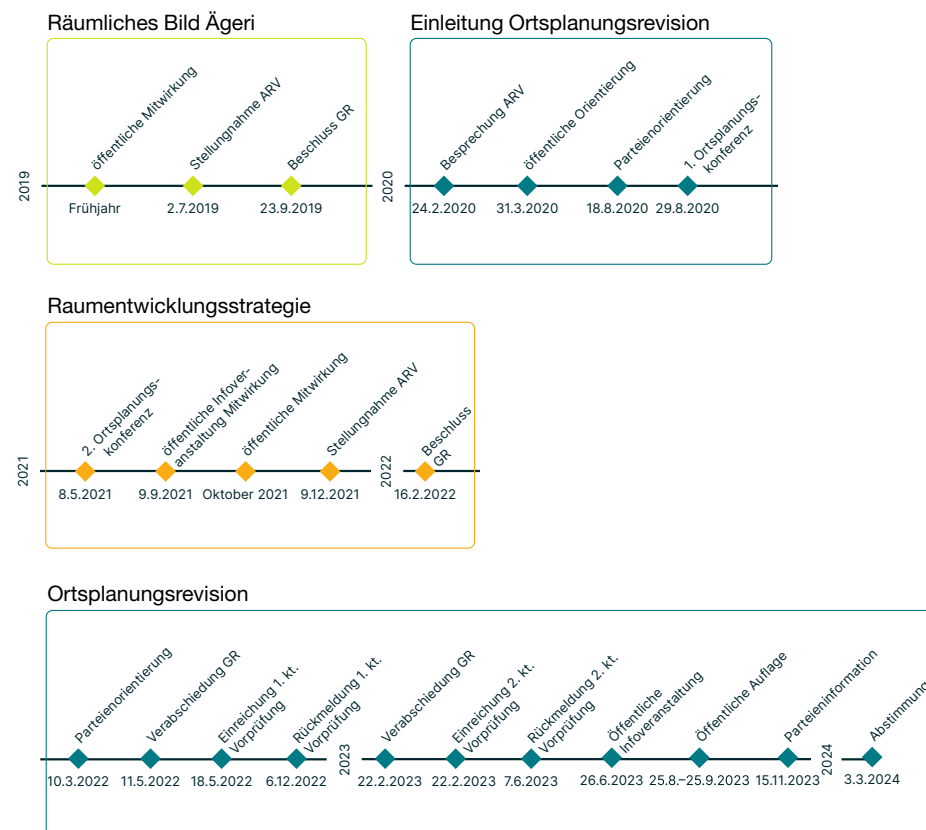 Räumliches Bild Ägeri
öffentliche Mitwirkung
Stellungnahme ARV
Beschluss GR
2019
Frühjahr
2.7.2019
23.9.2019
Einleitung Ortsplanungsrevision
Besprechung ARV
öffentliche Orientierung
Parteienorientierung
1. Ortsplanungs-
konferenz
2020
24.2.2020
31.3.2020
18.8.2020
29.8.2020
Raumentwicklungsstrategie
2. Ortsplanungs-
konferenz
öffentliche Infover-
anstaltung Mitwirkung
öffentliche Mitwirkung
Stellungnahme ARV
Beschluss
GR
2021
8.5.2021
9.9.2021
Oktober 2021
9.12.2021
2022
16.2.2022
Ortsplanungsrevision
Parteienorientierung
Verabschiedung GR
Einreichung 1. kt.
Vorprüfung
Rückmeldung 1. kt.
Vorprüfung
Verabschiedung GR
Einreichung 2. kt.
Vorprüfung
Rückmeldung 2. kt.
Vorprüfung
Öffentliche
Infoveranstaltung
Öffentliche Auflage
Parteieninformation
Abstimmung
10.3.2022
11.5.2022
18.5.2022
6.12.2022
2023
22.2.2023
22.2.2023
7.6.2023
26.6.2023
25.8.–25.9.2023
15.11.2023
2024
3.3.2024